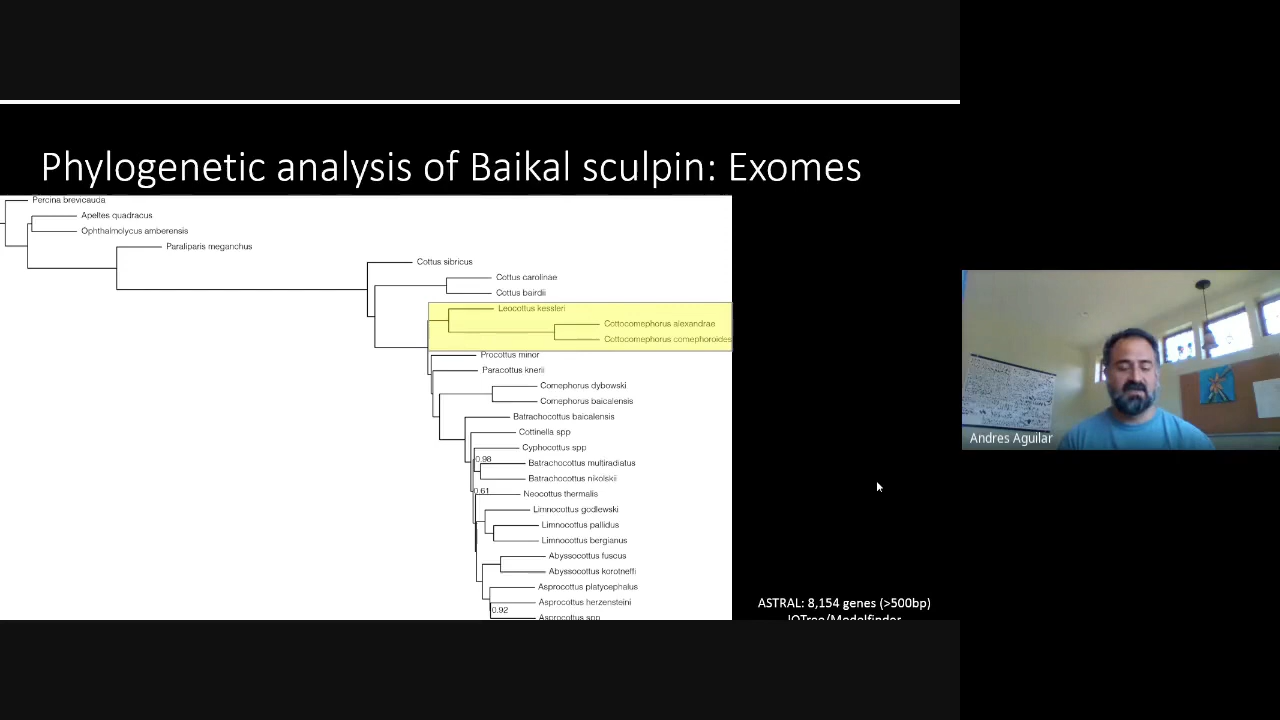 Phylogenetic analysis of Baikal sculpin: Exomes
Percina brevicauda
Apeltes quadracus
Ophthalmolycus amberensis
Paraliparis meganchus
Cottus sibricus
Cottus carolinae
Cottus bairdii
Leocottus kessleri
Cottocomephorus alexandrae
Cottocomephorus comephoroides
Procottus minor
Paracottus knerii
Comephorus dybowski
Comephorus baicalensis
Batrachocottus baicalensis
Cottinella spp
Cyphocottus spp
0.98
Batrachocottus multiradiatus
Batrachocottus nikolskii
0.61
Neocottus thermalis
Limnocottus godlewski
Limnocottus pallidus
Limnocottus bergianus
Abyssocottus fuscus
Abyssocottus korotneffi
Asprocottus platycephalus
Asprocottus herzensteini
0.92
Asprocottus spp
ASTRAL: 8,154 genes (>500bp)
IQTree/Modelfinder
Andres Aguilar